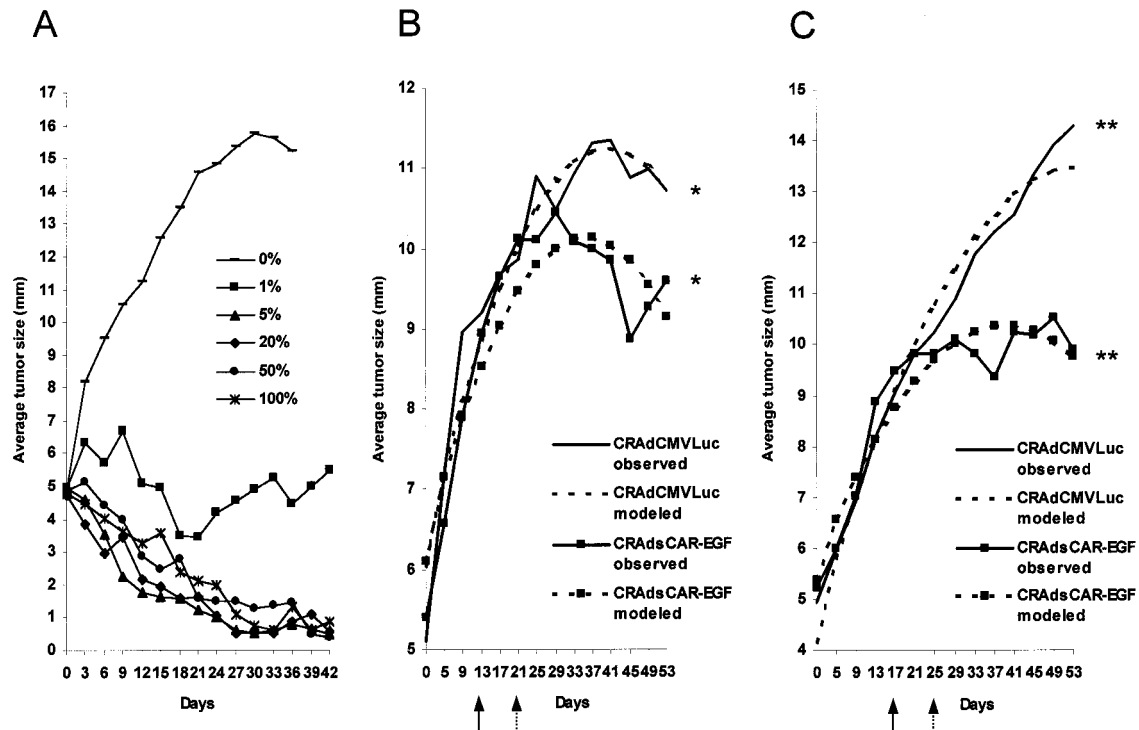 A
Average tumor size (mm)
17
16
15
14
13
12
11
10
9
8
7
6
5
4
3
2
1
0
0%
1%
5%
20%
50%
100%
0 3 6 9 12 15 18 21 24 27 30 33 36 39 42
Days
B
Average tumor size (mm)
12
11
10
9
8
7
6
5
*
*
CRAdCMVLuc
observed
CRAdCMVLuc
modeled
CRAdsCAR-EGF
observed
CRAdsCAR-EGF
modeled
0 5 9 13 17 21 25 29 33 37 41 45 49 53
Days
C
Average tumor size (mm)
15
14
13
12
11
10
9
8
7
6
5
4
**
**
CRAdCMVLuc
observed
CRAdCMVLuc
modeled
CRAdsCAR-EGF
observed
CRAdsCAR-EGF
modeled
0 5 9 13 17 21 25 29 33 37 41 45 49 53
Days